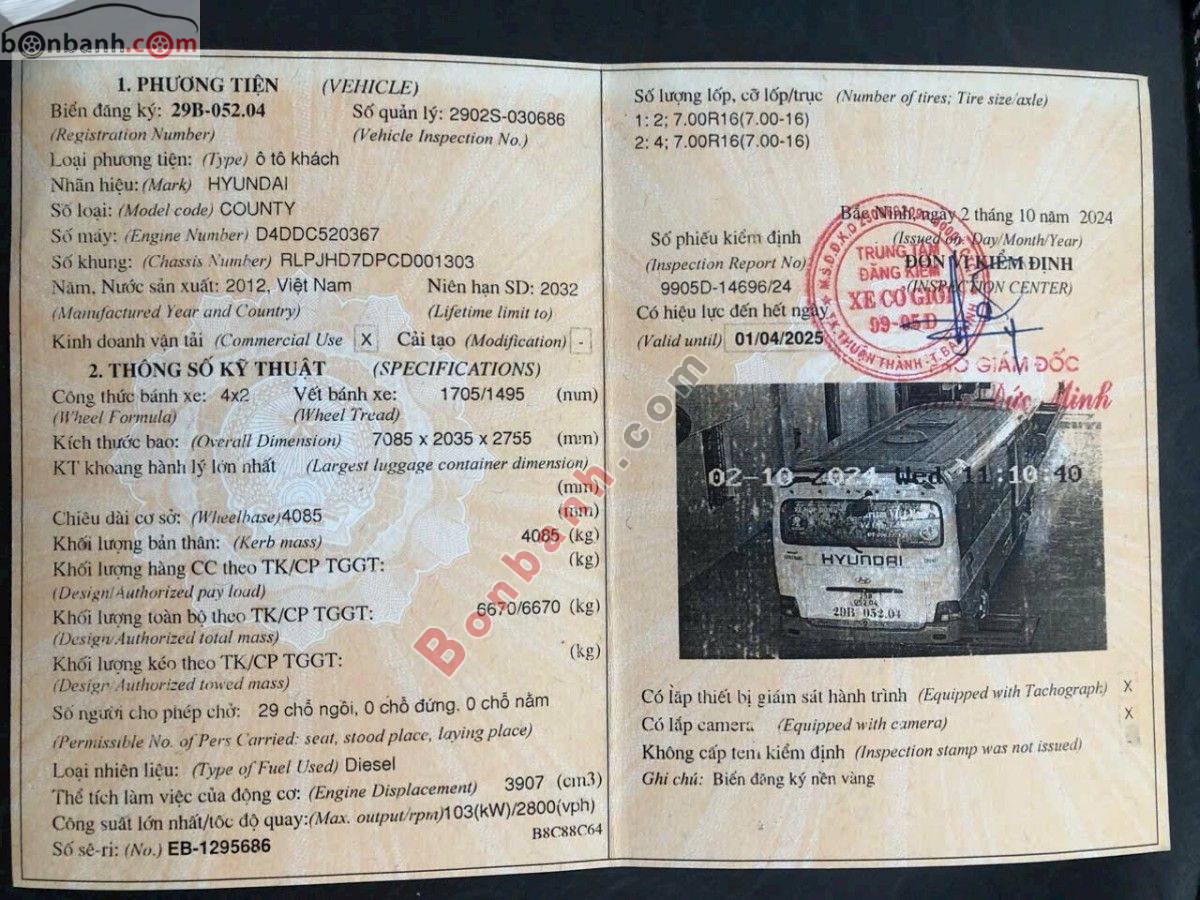 bonbanh.com
1. PHƯƠNG TIỆN (VEHICLE)
Biển đăng ký: 29B-052.04 Số quản lý: 2902S-030686
(Registration Number) (Vehicle Inspection No.)
Loại phương tiện: (Type) ô tô khách
Nhãn hiệu: (Mark) HYUNDAI
Số loại: (Model code) COUNTY
Số máy: (Engine Number) D4DDC520367
Số khung: (Chassis Number) RLPJHD7DPCD001303
Năm, Nước sản xuất: 2012, Việt Nam Niên hạn SD: 2032
(Manufactured Year and Country) (Lifetime limit to)
Kinh doanh vận tải (Commercial Use X Cải tạo (Modification) -
2. THÔNG SỐ KỸ THUẬT (SPECIFICATIONS)
Công thức bánh xe: 4x2 Vết bánh xe: 1705/1495 (mm)
(Wheel Formula) (Wheel Tread)
Kích thước bao: (Overall Dimension) 7085 x 2035 x 2755 (mm)
KT khoang hành lý lớn nhất (Largest luggage container dimension)
(mm)
Chiều dài cơ sở: (Wheelbase)4085 (mm)
Khối lượng bản thân: (Kerb mass) 4085 (kg)
Khối lượng hàng CC theo TK/CP TGGT: (kg)
(Design/Authorized pay load)
Khối lượng toàn bộ theo TK/CP TGGT: 6670/6670 (kg)
(Design/Authorized total mass)
Khối lượng kéo theo TK/CP TGGT: (kg)
(Design/Authorized towed mass)
Số người cho phép chở: 29 chỗ ngồi, 0 chỗ đứng, 0 chỗ nằm
(Permissible No. of Pers Carried: seat, stood place, laying place)
Loại nhiên liệu: (Type of Fuel Used) Diesel
Thể tích làm việc của động cơ: (Engine Displacement) 3907 (cm3)
Công suất lớn nhất/tốc độ quay:(Max. output/rpm)103(kW)/2800(vph)
B8C88C64
Số sê-ri: (No.) EB-1295686
Số lượng lốp, cỡ lốp/trục (Number of tires; Tire size/axle)
1: 2; 7.00R16(7.00-16)
2: 4; 7.00R16(7.00-16)
Bắc Ninh, ngày 2 tháng 10 năm 2024
Số phiếu kiểm định (Issued on: Day/Month/Year)
(Inspection Report No) ĐƠN VỊ KIỂM ĐỊNH
9905D-14696/24 (INSPECTION CENTER)
Có hiệu lực đến hết ngày
(Valid until) 01/04/2025
TRUNG TÂM
ĐĂNG KIỂM
XE CƠ GIỚI
99-05D
T.X THUẬN THÀNH
GIÁM ĐỐC
Đức Minh
02-10-2024 Wed 11:10:40
HYUNDAI
29B
052.04
29B-052.04
Có lắp thiết bị giám sát hành trình (Equipped with Tachograph) X
Có lắp camera (Equipped with camera) X
Không cấp tem kiểm định (Inspection stamp was not issued)
Ghi chú: Biển đăng ký nền vàng
Bonbanh.com